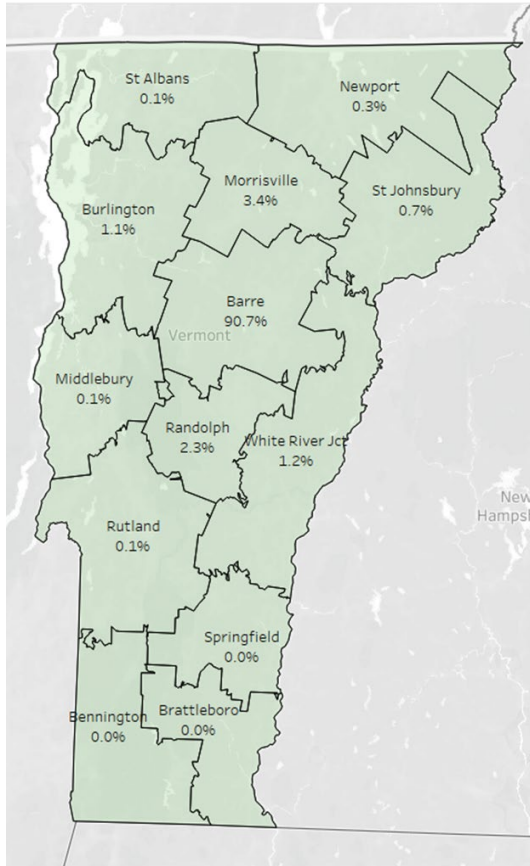 St Albans
0.1%
Newport
0.3%
Morrisville
3.4%
St Johnsbury
0.7%
Burlington
1.1%
Barre
90.7%
Vermont
Middlebury
0.1%
Randolph
2.3%
White River Jct
1.2%
New
Hampsh
Rutland
0.1%
Springfield
0.0%
Bennington
0.0%
Brattleboro
0.0%